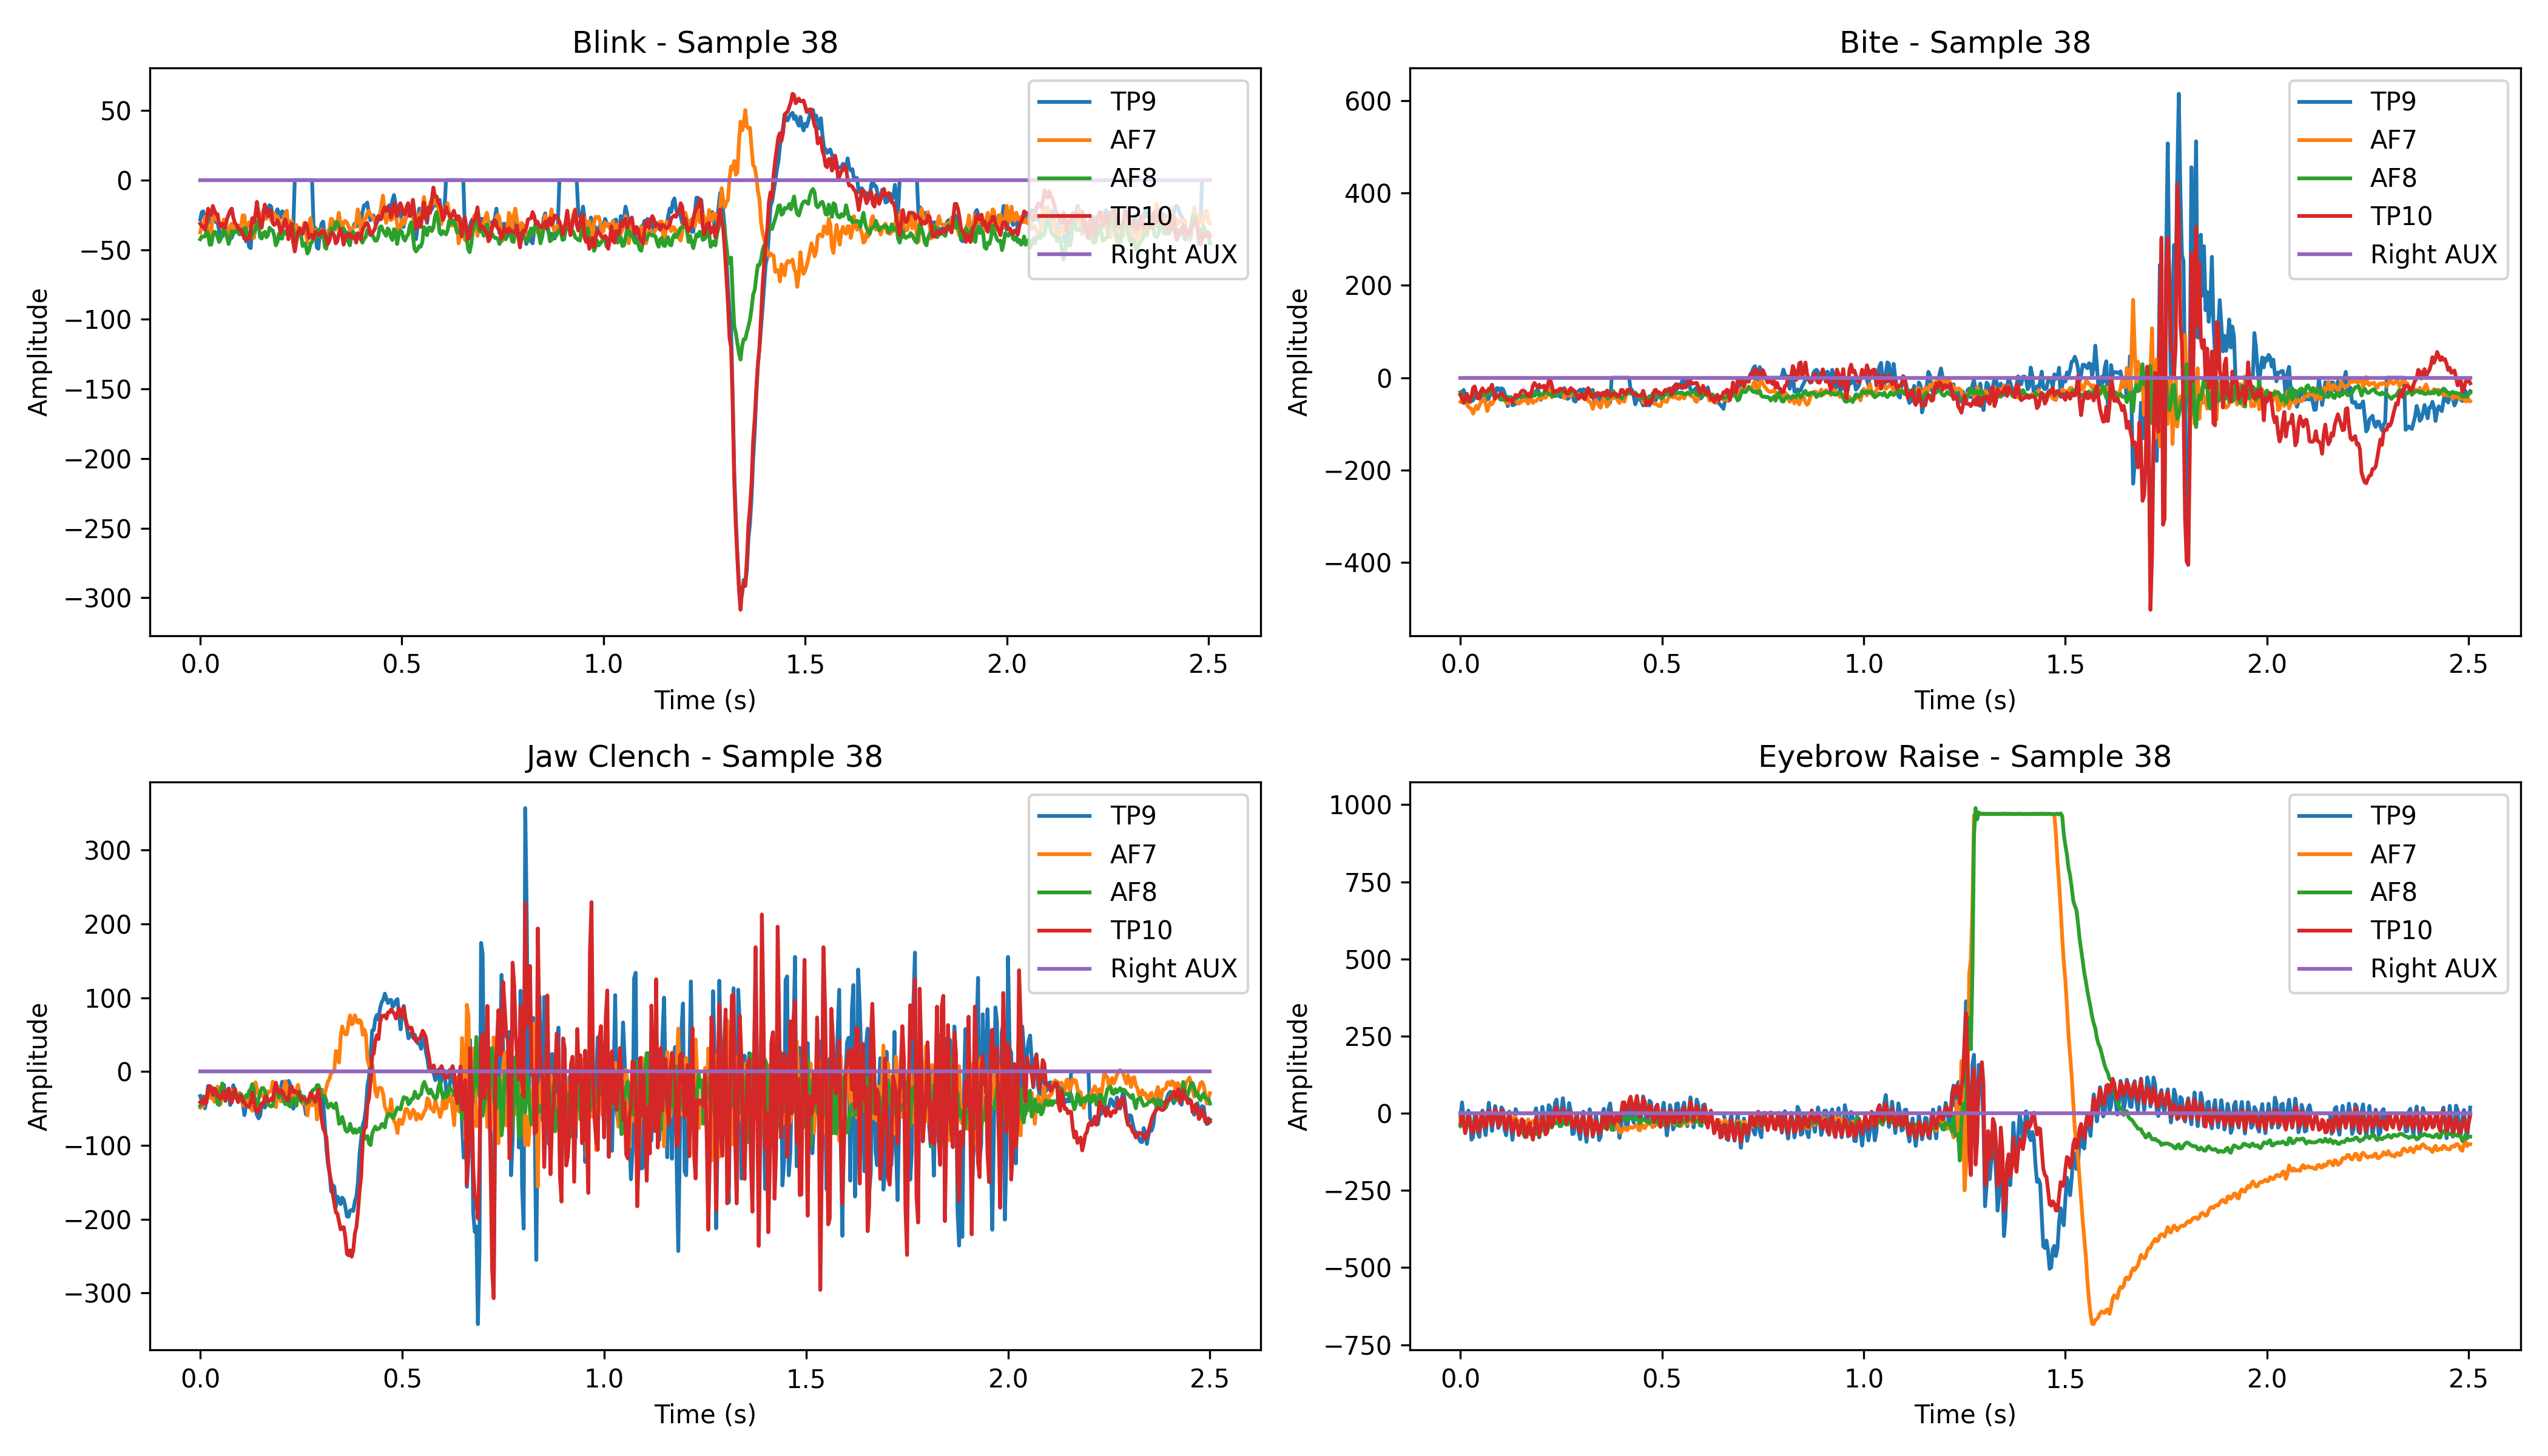 Blink - Sample 38
50
0
−50
−100
−150
−200
−250
−300
Amplitude
0.0 0.5 1.0 1.5 2.0 2.5
Time (s)
TP9
AF7
AF8
TP10
Right AUX
Bite - Sample 38
600
400
200
0
−200
−400
Amplitude
0.0 0.5 1.0 1.5 2.0 2.5
Time (s)
TP9
AF7
AF8
TP10
Right AUX
Jaw Clench - Sample 38
300
200
100
0
−100
−200
−300
Amplitude
0.0 0.5 1.0 1.5 2.0 2.5
Time (s)
TP9
AF7
AF8
TP10
Right AUX
Eyebrow Raise - Sample 38
1000
750
500
250
0
−250
−500
−750
Amplitude
0.0 0.5 1.0 1.5 2.0 2.5
Time (s)
TP9
AF7
AF8
TP10
Right AUX